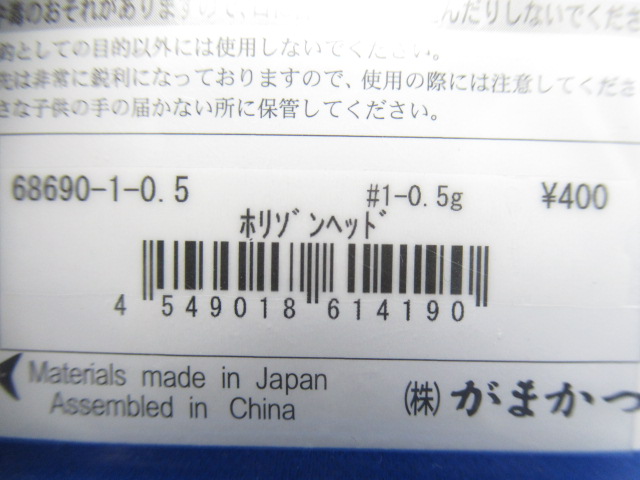 的としての目的以外には使用しないでください。
先は非常に鋭利になっておりますので、使用の際には注意してくださ
さな子供の手の届かない所に保管してください。
68690-1-0.5 #1-0.5g ¥400
ﾎﾘｿﾞﾝﾍｯﾄﾞ
4 549018 614190
Materials made in Japan
Assembled in China
(株) がまかつ